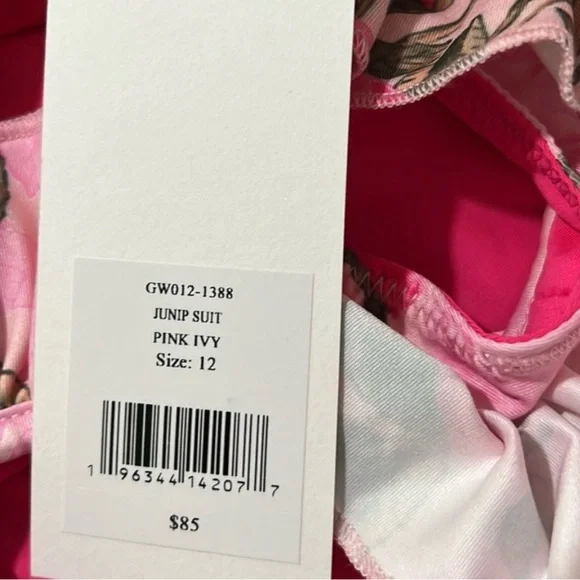 GW012-1388
JUNIP SUIT
PINK IVY
Size: 12
1 96344 14207 7
$85